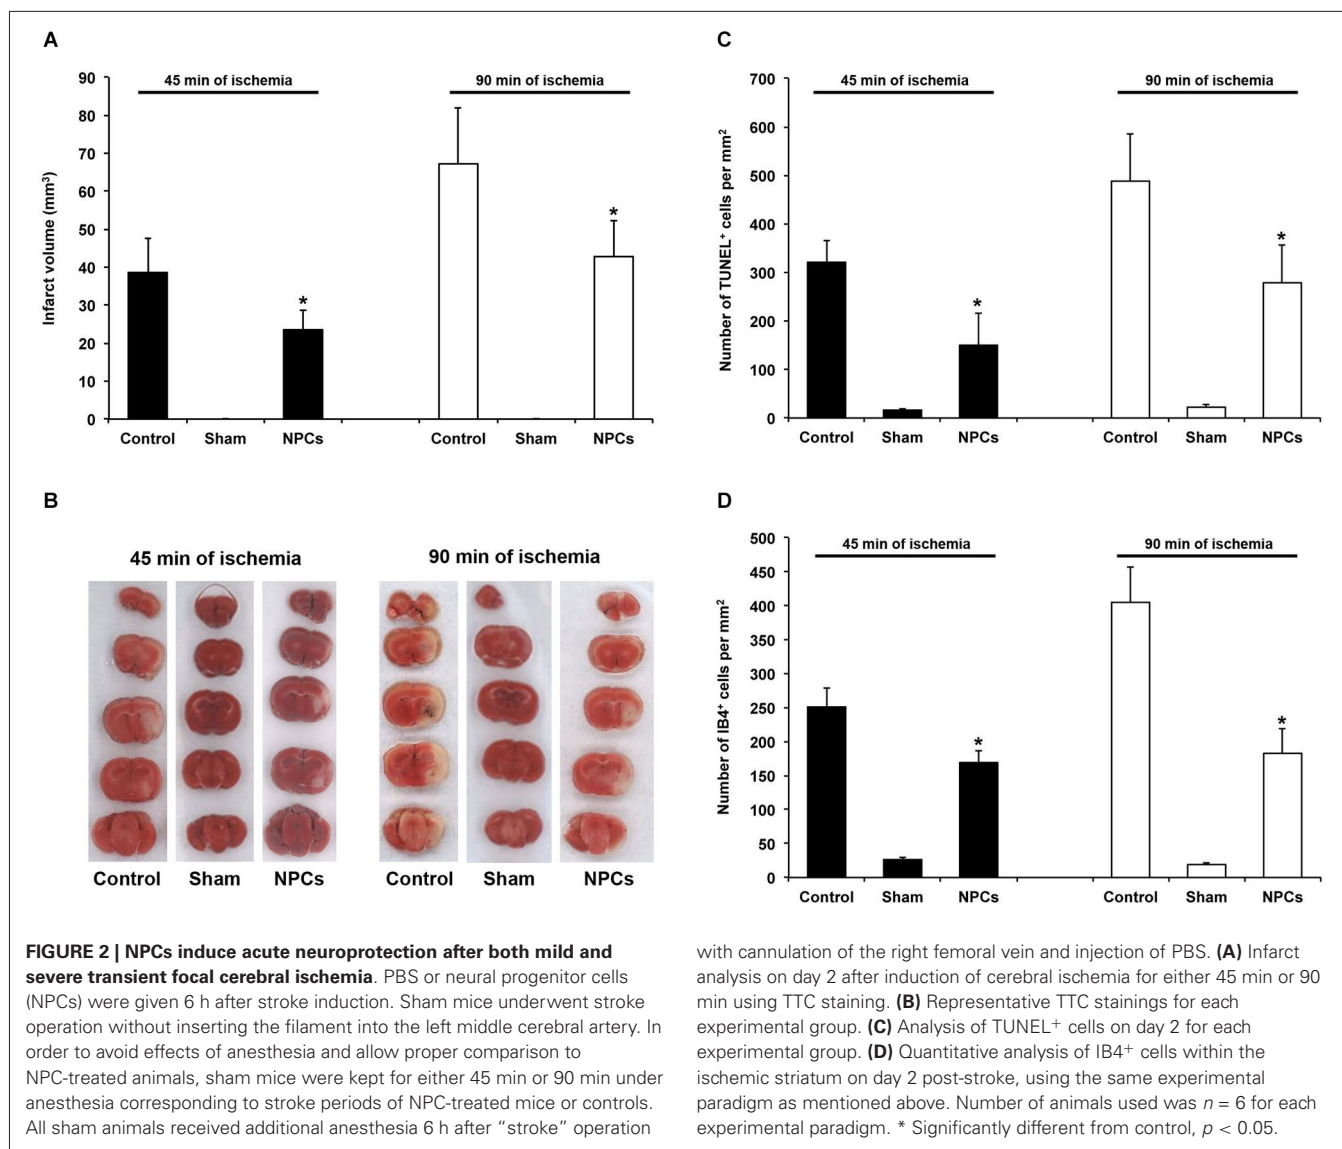 A
45 min of ischemia
90 min of ischemia
Infarct volume (mm³)
90
80
70
60
50
40
30
20
10
0
*
*
Control Sham NPCs Control Sham NPCs
B
45 min of ischemia 90 min of ischemia
Control Sham NPCs Control Sham NPCs
C
45 min of ischemia
90 min of ischemia
Number of TUNEL⁺ cells per mm²
700
600
500
400
300
200
100
0
*
*
Control Sham NPCs Control Sham NPCs
D
45 min of ischemia
90 min of ischemia
Number of IB4⁺ cells per mm²
500
450
400
350
300
250
200
150
100
50
0
*
*
Control Sham NPCs Control Sham NPCs
FIGURE 2 | NPCs induce acute neuroprotection after both mild and
severe transient focal cerebral ischemia. PBS or neural progenitor cells
(NPCs) were given 6 h after stroke induction. Sham mice underwent stroke
operation without inserting the filament into the left middle cerebral artery. In
order to avoid effects of anesthesia and allow proper comparison to
NPC-treated animals, sham mice were kept for either 45 min or 90 min under
anesthesia corresponding to stroke periods of NPC-treated mice or controls.
All sham animals received additional anesthesia 6 h after “stroke” operation
with cannulation of the right femoral vein and injection of PBS. (A) Infarct
analysis on day 2 after induction of cerebral ischemia for either 45 min or 90
min using TTC staining. (B) Representative TTC stainings for each
experimental group. (C) Analysis of TUNEL⁺ cells on day 2 for each
experimental group. (D) Quantitative analysis of IB4⁺ cells within the
ischemic striatum on day 2 post-stroke, using the same experimental
paradigm as mentioned above. Number of animals used was n = 6 for each
experimental paradigm. * Significantly different from control, p < 0.05.